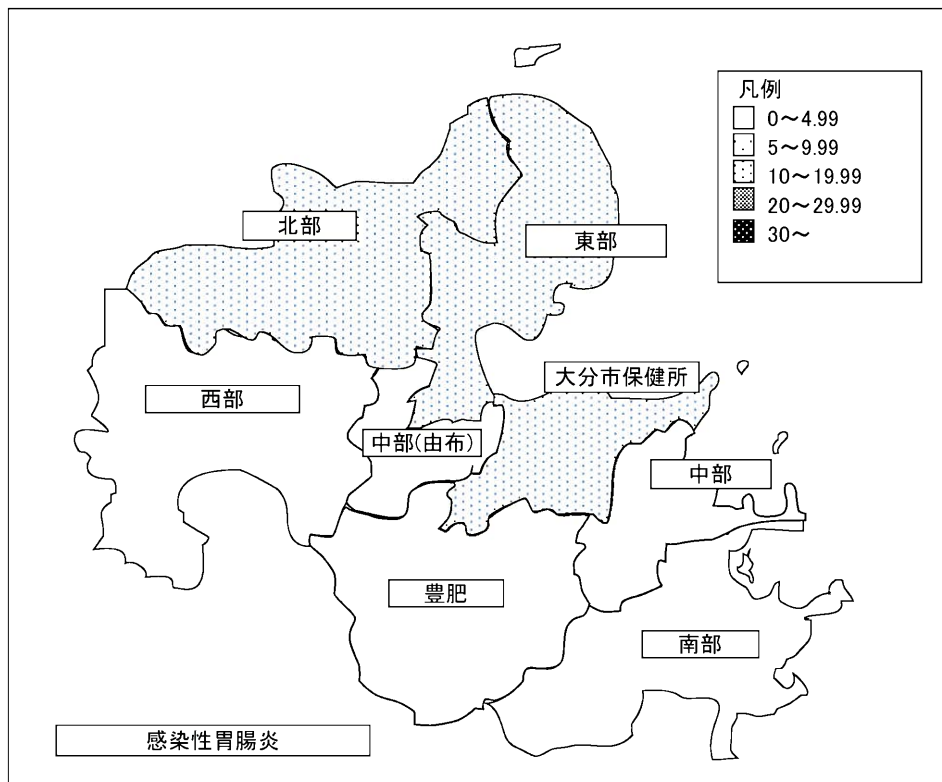 凡例
0～4.99
5～9.99
10～19.99
20～29.99
30～
北部
東部
大分市保健所
西部
中部(由布)
中部
豊肥
南部
感染性胃腸炎